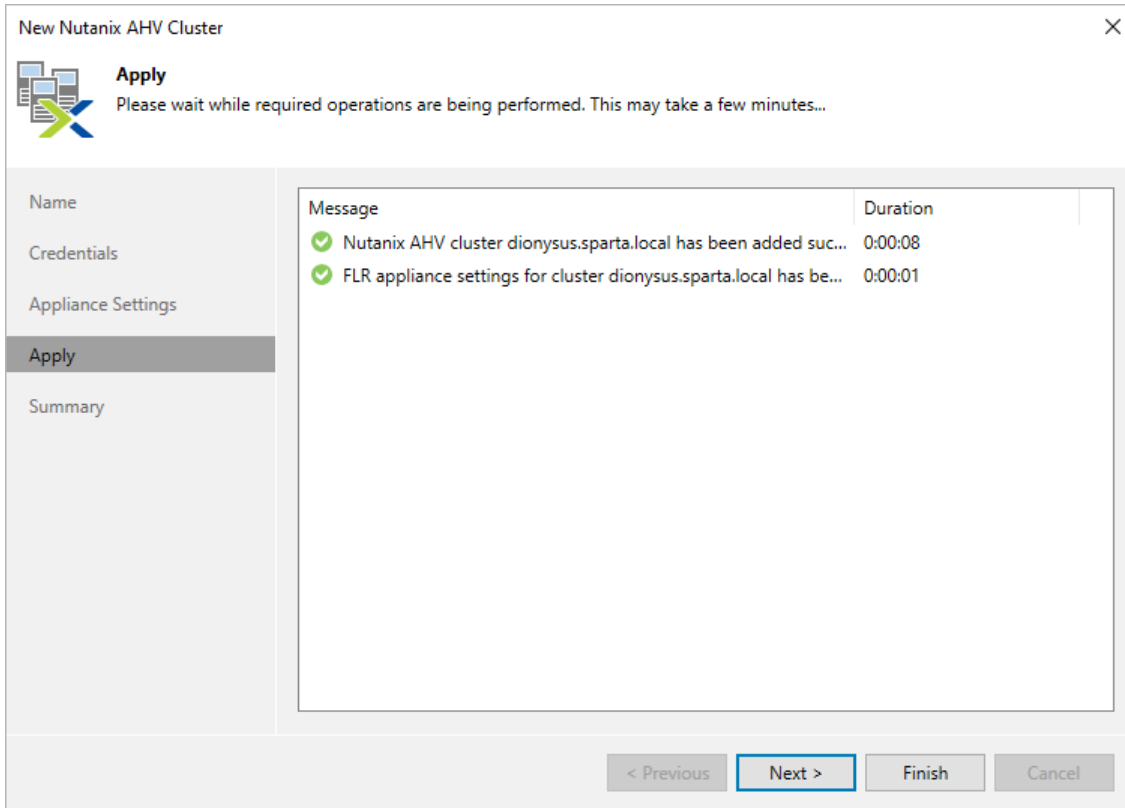 New Nutanix AHV Cluster
Apply
Please wait while required operations are being performed. This may take a few minutes...
Name
Credentials
Appliance Settings
Apply
Summary
Message Duration
Nutanix AHV cluster dionysus.sparta.local has been added suc... 0:00:08
FLR appliance settings for cluster dionysus.sparta.local has be... 0:00:01
< Previous Next > Finish Cancel